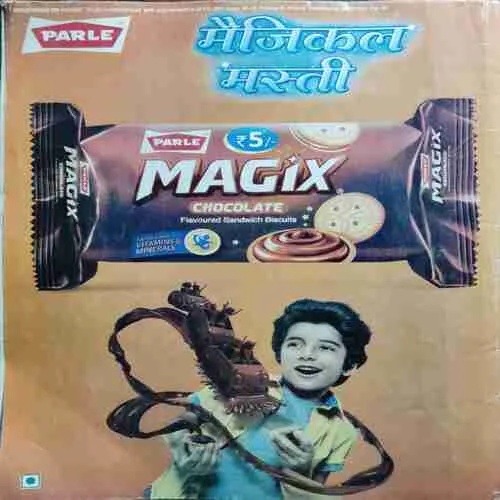 PARLE
मैजिकल
मस्ती
PARLE
₹5/-
MAGIX
CHOCOLATE
Flavoured Sandwich Biscuits
VITAMINS &
MINERALS
MAGIX
MAGIX